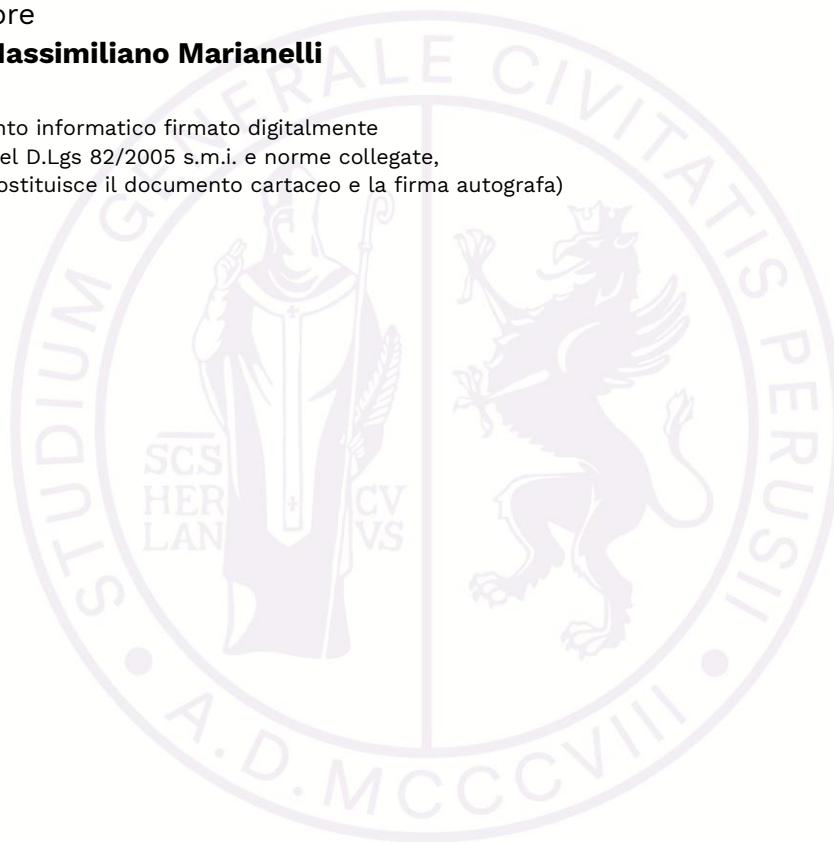 ore
Massimiliano Marianelli
nto informatico firmato digitalmente
el D.Lgs 82/2005 s.m.i. e norme collegate,
ostituisce il documento cartaceo e la firma autografa)
STUDIUM GENERALE CIVITATIS PERUSII
SCS
HER
LAN
CV
VS
A.D. MCCCVIII